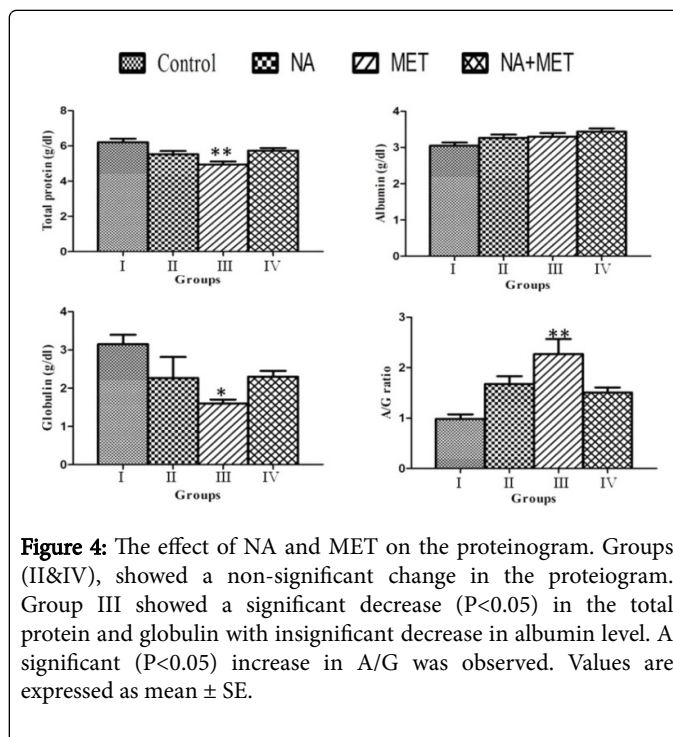 Control NA MET NA+MET
Total protein (g/dl)
8
6
4
2
0
**
I II III IV
Groups
Albumin (g/dl)
4
3
2
1
0
I II III IV
Groups
Globulin (g/dl)
4
3
2
1
0
*
I II III IV
Groups
A/G ratio
3
2
1
0
**
I II III IV
Groups
Figure 4: The effect of NA and MET on the proteinogram. Groups
(II&IV), showed a non-significant change in the proteiogram.
Group III showed a significant decrease (P<0.05) in the total
protein and globulin with insignificant decrease in albumin level. A
significant (P<0.05) increase in A/G was observed. Values are
expressed as mean ± SE.